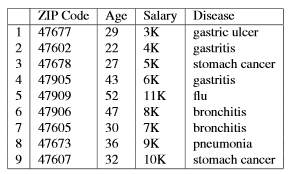 ZIP Code Age Salary Disease
1 47677 29 3K gastric ulcer
2 47602 22 4K gastritis
3 47678 27 5K stomach cancer
4 47905 43 6K gastritis
5 47909 52 11K flu
6 47906 47 8K bronchitis
7 47605 30 7K bronchitis
8 47673 36 9K pneumonia
9 47607 32 10K stomach cancer